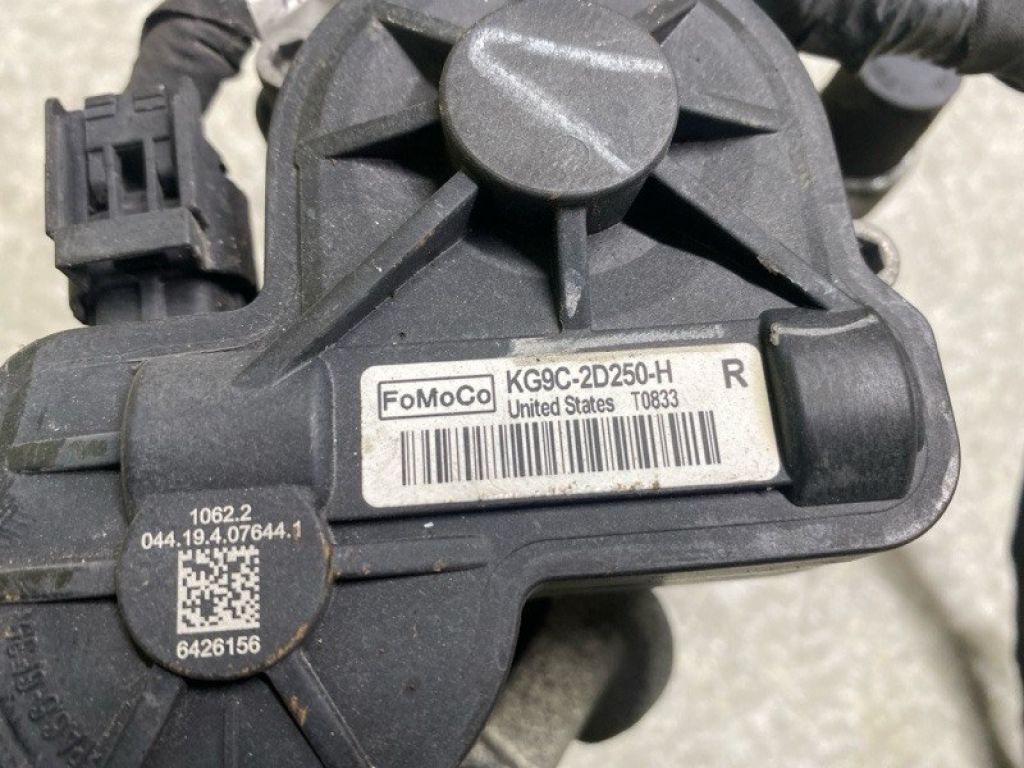 FoMoCo KG9C-2D250-H R
United States T0833
1062.2
044.19.4.07644.1
6426156